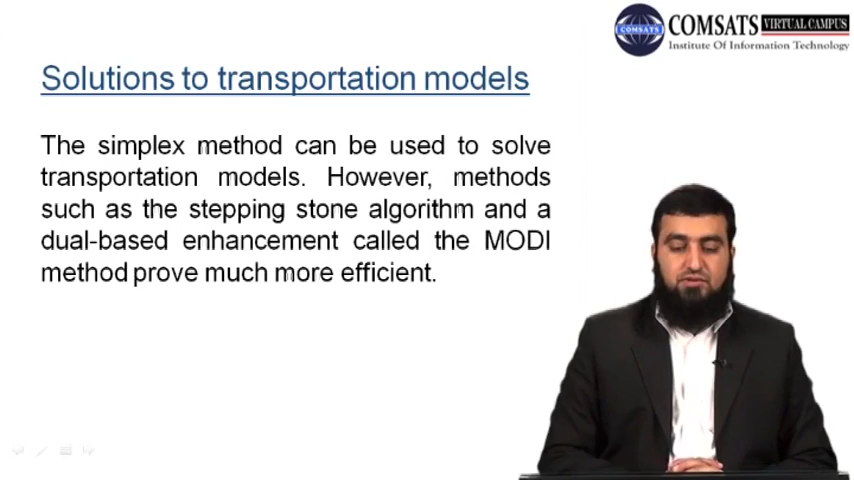 COMSATS VIRTUAL CAMPUS
COMSATS
Institute Of Information Technology
Solutions to transportation models
The simplex method can be used to solve
transportation models. However, methods
such as the stepping stone algorithm and a
dual-based enhancement called the MODI
method prove much more efficient.